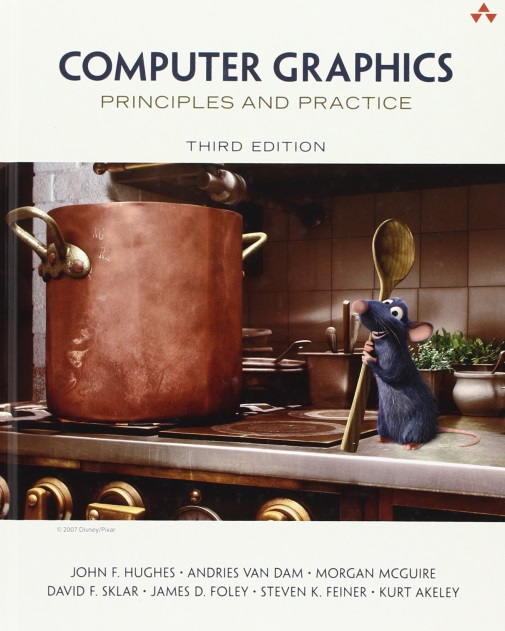 COMPUTER GRAPHICS
PRINCIPLES AND PRACTICE
THIRD EDITION
© 2007 Disney/Pixar
JOHN F. HUGHES • ANDRIES VAN DAM • MORGAN MCGUIRE
DAVID F. SKLAR • JAMES D. FOLEY • STEVEN K. FEINER • KURT AKELEY